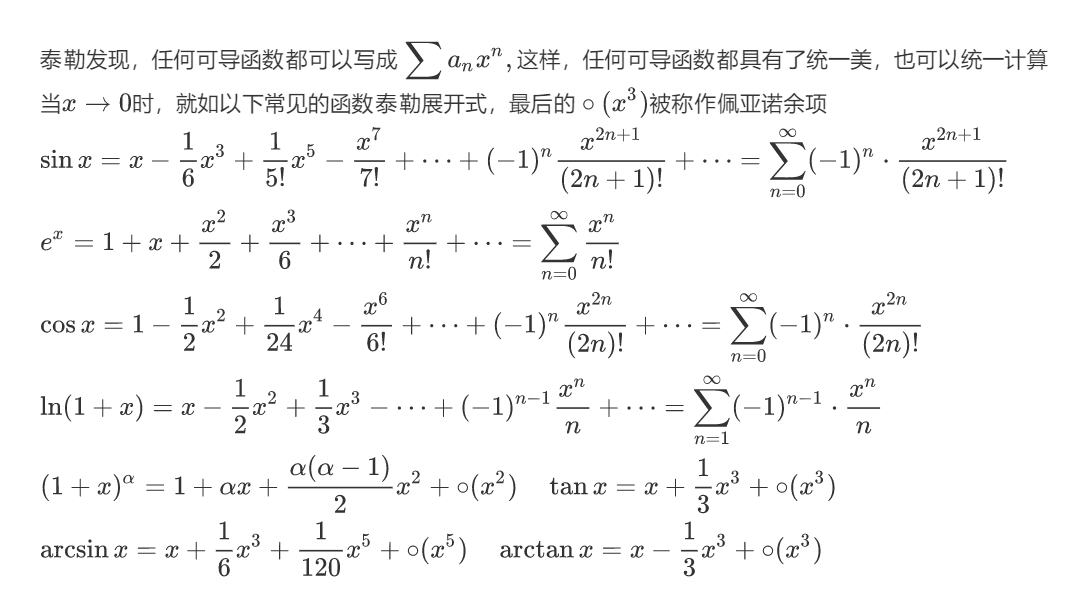 泰勒发现，任何可导函数都可以写成 $\sum a_n x^n$ , 这样，任何可导函数都具有了统一美，也可以统一计算
当$x \to 0$时，就如以下常见的函数泰勒展开式，最后的 $\circ (x^3)$被称作佩亚诺余项
$\sin x = x - \frac{1}{6}x^3 + \frac{1}{5!}x^5 - \frac{x^7}{7!} + \cdots + (-1)^n \frac{x^{2n+1}}{(2n+1)!} + \cdots = \sum_{n=0}^{\infty} (-1)^n \cdot \frac{x^{2n+1}}{(2n+1)!}$
$e^x = 1 + x + \frac{x^2}{2} + \frac{x^3}{6} + \cdots + \frac{x^n}{n!} + \cdots = \sum_{n=0}^{\infty} \frac{x^n}{n!}$
$\cos x = 1 - \frac{1}{2}x^2 + \frac{1}{24}x^4 - \frac{x^6}{6!} + \cdots + (-1)^n \frac{x^{2n}}{(2n)!} + \cdots = \sum_{n=0}^{\infty} (-1)^n \cdot \frac{x^{2n}}{(2n)!}$
$\ln(1+x) = x - \frac{1}{2}x^2 + \frac{1}{3}x^3 - \cdots + (-1)^{n-1} \frac{x^n}{n} + \cdots = \sum_{n=1}^{\infty} (-1)^{n-1} \cdot \frac{x^n}{n}$
$(1+x)^\alpha = 1 + \alpha x + \frac{\alpha(\alpha-1)}{2}x^2 + \circ(x^2)$  $\tan x = x + \frac{1}{3}x^3 + \circ(x^3)$
$\arcsin x = x + \frac{1}{6}x^3 + \frac{1}{120}x^5 + \circ(x^5)$  $\arctan x = x - \frac{1}{3}x^3 + \circ(x^3)$